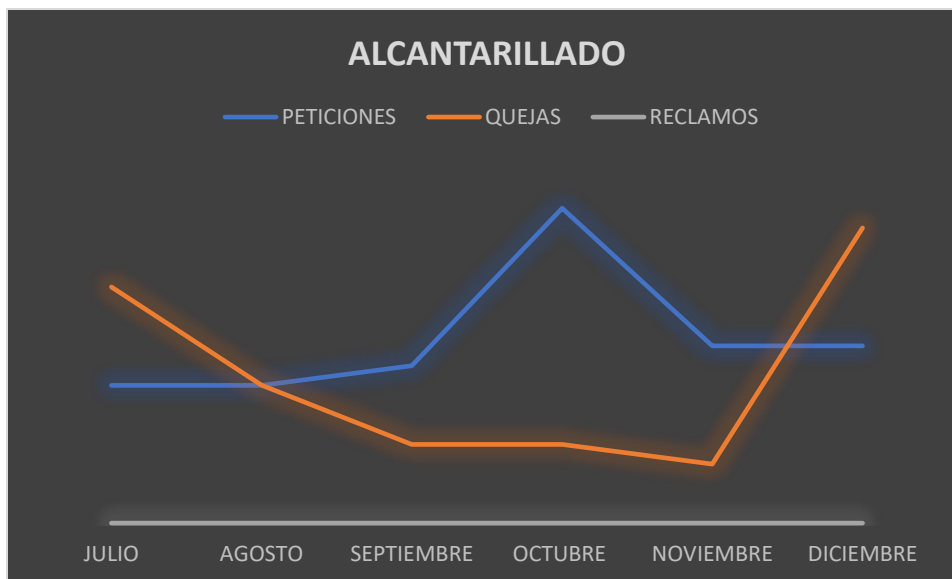 ALCANTARILLADO
PETICIONES QUEJAS RECLAMOS
JULIO AGOSTO SEPTIEMBRE OCTUBRE NOVIEMBRE DICIEMBRE